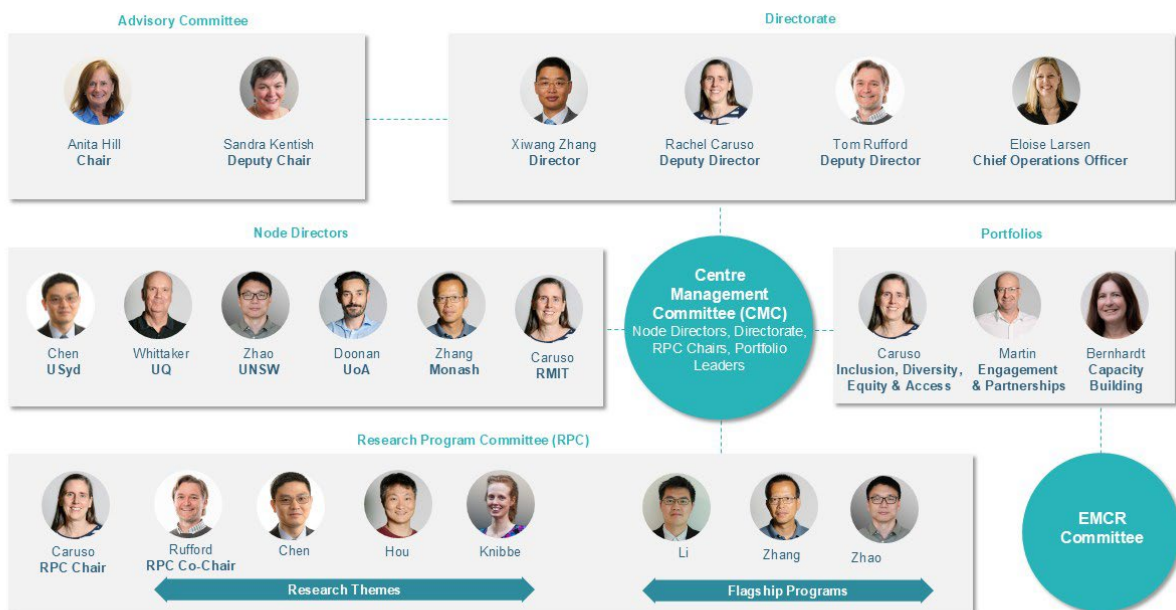 Advisory Committee
Directorate
Anita Hill
Chair
Sandra Kentish
Deputy Chair
Xiwang Zhang
Director
Rachel Caruso
Deputy Director
Tom Rufford
Deputy Director
Eloise Larsen
Chief Operations Officer
Node Directors
Chen
USyd
Whittaker
UQ
Zhao
UNSW
Doonan
UoA
Zhang
Monash
Caruso
RMIT
Centre
Management
Committee (CMC)
Node Directors, Directorate,
RPC Chairs, Portfolio
Leaders
Portfolios
Caruso
Inclusion, Diversity,
Equity & Access
Martin
Engagement
& Partnerships
Bernhardt
Capacity
Building
Research Program Committee (RPC)
Caruso
RPC Chair
Rufford
RPC Co-Chair
Chen
Hou
Knibbe
Research Themes
Li
Zhang
Zhao
Flagship Programs
EMCR
Committee